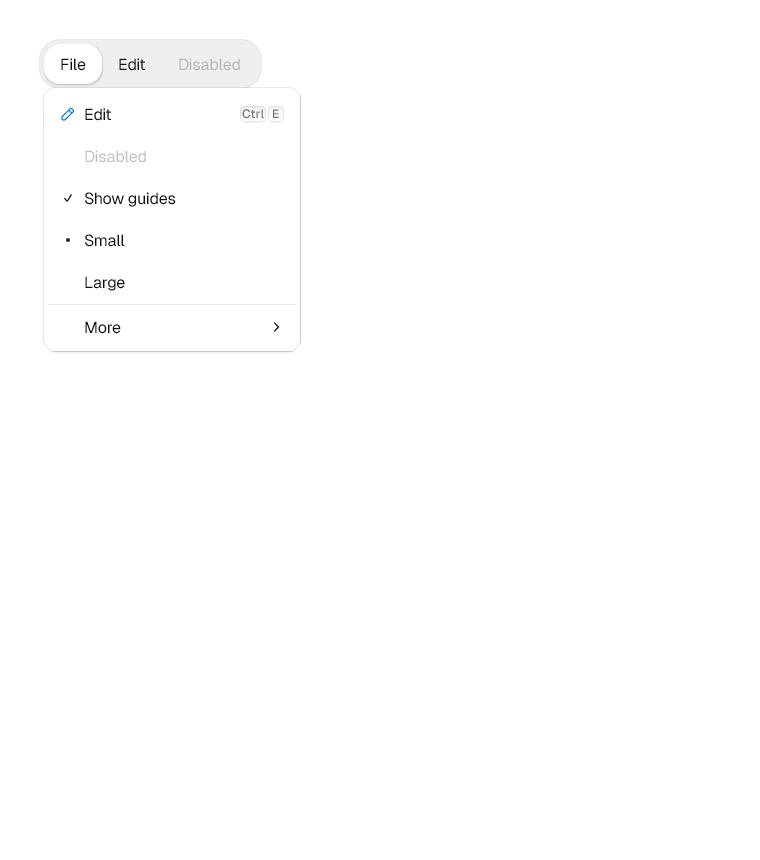 File Edit Disabled
Edit Ctrl E
Disabled
Show guides
Small
Large
More